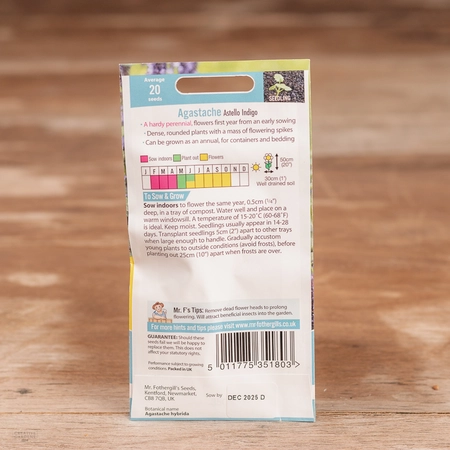 Average
20
seeds
SEEDLING
Agastache Astello Indigo
- A hardy perennial, flowers first year from an early sowing
- Dense, rounded plants with a mass of flowering spikes
- Can be grown as an annual, for containers and bedding
Sow indoors Plant out Flowers
J F M A M J J A S O N D
50cm
(20")
30cm (1')
Well drained soil
To Sow & Grow
Sow indoors to flower the same year, 0.5cm (¼")
deep, in a tray of compost. Water well and place on a
warm windowsill. A temperature of 15-20˚C (60-68˚F)
is ideal. Keep moist. Seedlings usually appear in 14-28
days. Transplant seedlings 5cm (2") apart to other trays
when large enough to handle. Gradually accustom
young plants to outside conditions (avoid frosts), before
planting out 25cm (10") apart when frosts are over.
Mr. F's Tips: Remove dead flower heads to prolong
flowering. Will attract beneficial insects into the garden.
For more hints and tips please visit www.mr-fothergills.co.uk
GUARANTEE: Should these
seeds fail we will be happy to
replace them. This does not
affect your statutory rights.
Performance subject to growing
conditions. Packed in UK
5 011775 351803 >
Mr. Fothergill's Seeds,
Kentford, Newmarket,
CB8 7QB, UK
Sow by DEC 2025 D
Botanical name
Agastache hybrida